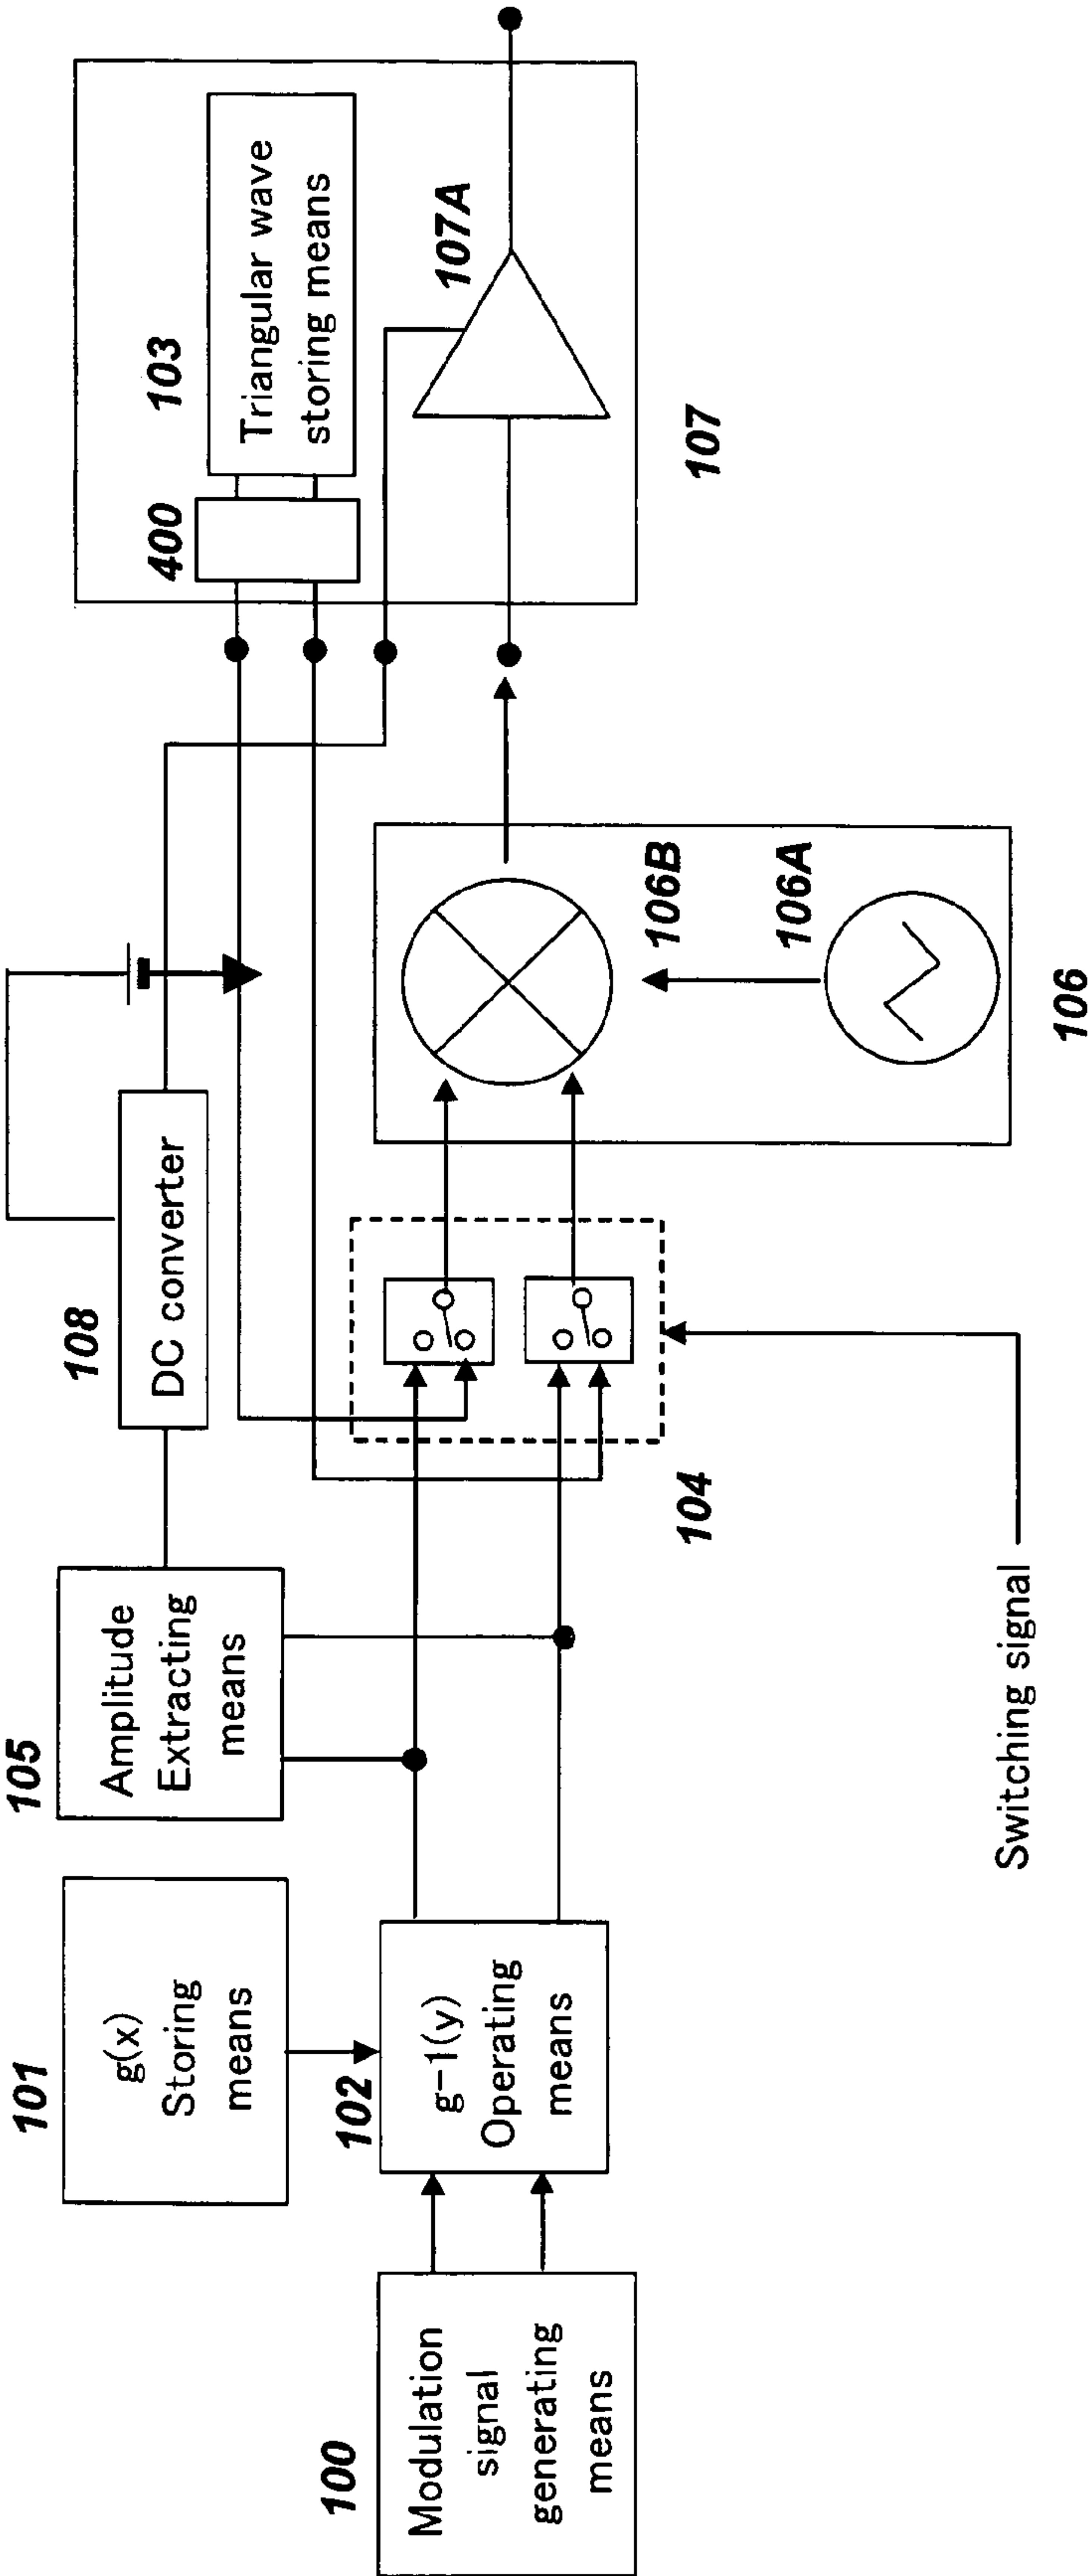 100
Modulation
signal
generating
means
101
g(x)
Storing
means
102
g-1(y)
Operating
means
105
Amplitude
Extracting
means
108
DC converter
104
Switching signal
106B
106A
106
400
103
Triangular wave
storing means
107A
107